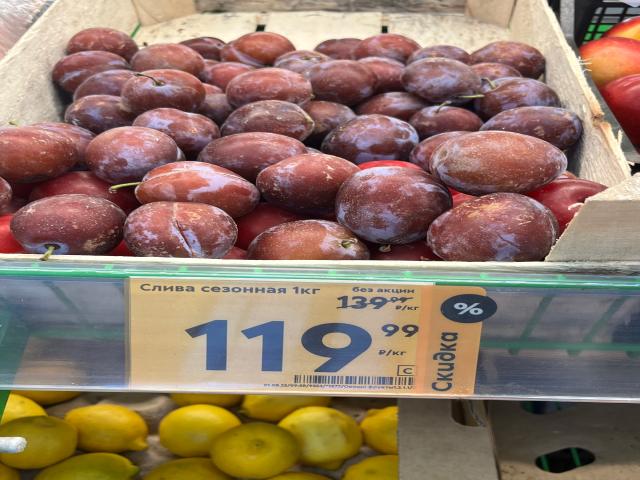 Слива сезонная 1кг
без акции
139⁹⁹ ₽/кг
119⁹⁹ ₽/кг
%
Скидка
C